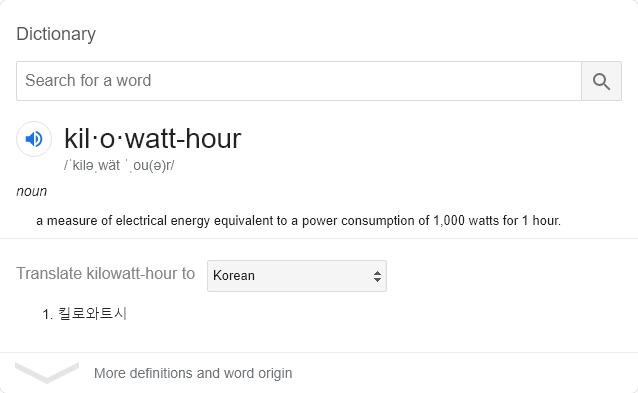 Dictionary
Search for a word
kil·o·watt-hour
/ˈkiləˌwät ˈˌou(ə)r/
noun
a measure of electrical energy equivalent to a power consumption of 1,000 watts for 1 hour.
Translate kilowatt-hour to Korean
1. 킬로와트시
More definitions and word origin